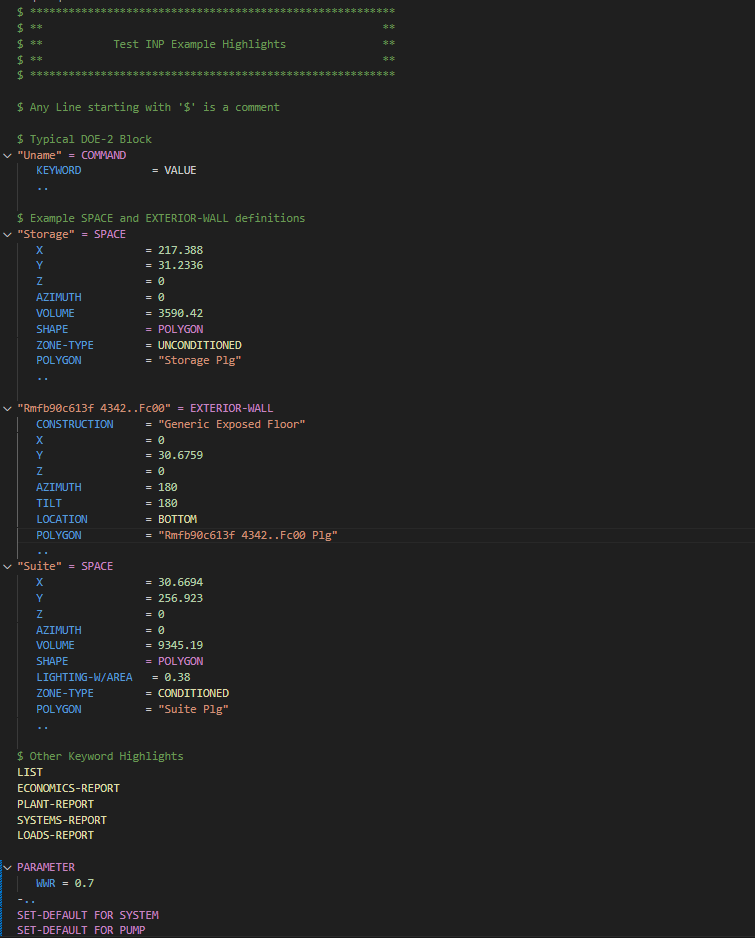 $ *********************************************************
$ **                                                     **
$ **           Test INP Example Highlights               **
$ **                                                     **
$ *********************************************************
$ Any Line starting with '$' is a comment
$ Typical DOE-2 Block
"Uname" = COMMAND
   KEYWORD           = VALUE
   ..
$ Example SPACE and EXTERIOR-WALL definitions
"Storage" = SPACE
   X                = 217.388
   Y                = 31.2336
   Z                = 0
   AZIMUTH          = 0
   VOLUME           = 3590.42
   SHAPE            = POLYGON
   ZONE-TYPE        = UNCONDITIONED
   POLYGON          = "Storage Plg"
   ..
"Rmfb90c613f 4342..Fc00" = EXTERIOR-WALL
   CONSTRUCTION     = "Generic Exposed Floor"
   X                = 0
   Y                = 30.6759
   Z                = 0
   AZIMUTH          = 180
   TILT             = 180
   LOCATION         = BOTTOM
   POLYGON          = "Rmfb90c613f 4342..Fc00 Plg"
   ..
"Suite" = SPACE
   X                = 30.6694
   Y                = 256.923
   Z                = 0
   AZIMUTH          = 0
   VOLUME           = 9345.19
   SHAPE            = POLYGON
   LIGHTING-W/AREA   = 0.38
   ZONE-TYPE        = CONDITIONED
   POLYGON          = "Suite Plg"
   ..
$ Other Keyword Highlights
LIST
ECONOMICS-REPORT
PLANT-REPORT
SYSTEMS-REPORT
LOADS-REPORT
PARAMETER
   WWR = 0.7
-..
SET-DEFAULT FOR SYSTEM
SET-DEFAULT FOR PUMP